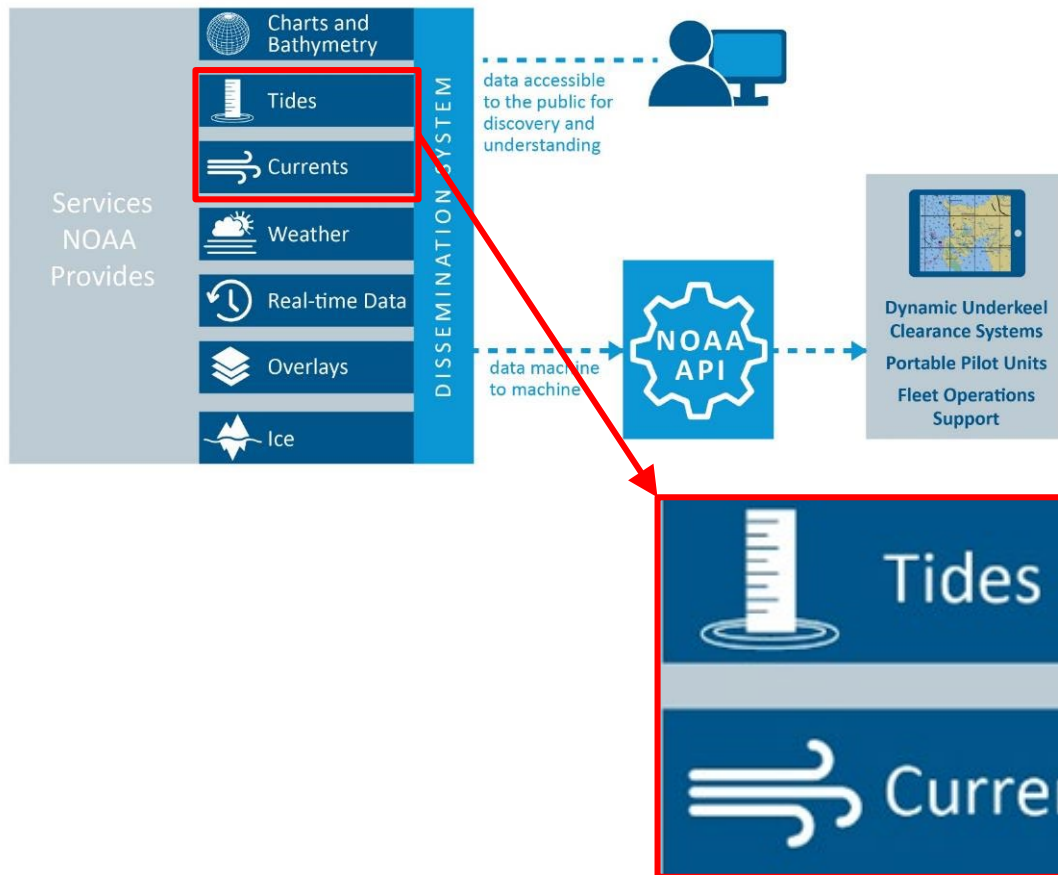 Services
NOAA
Provides
Charts and
Bathymetry
Tides
Currents
Weather
Real-time Data
Overlays
Ice
DISSEMINATION SYSTEM
data accessible
to the public for
discovery and
understanding
data machine
to machine
NOAA
API
Dynamic Underkeel
Clearance Systems
Portable Pilot Units
Fleet Operations
Support
Tides
Curre